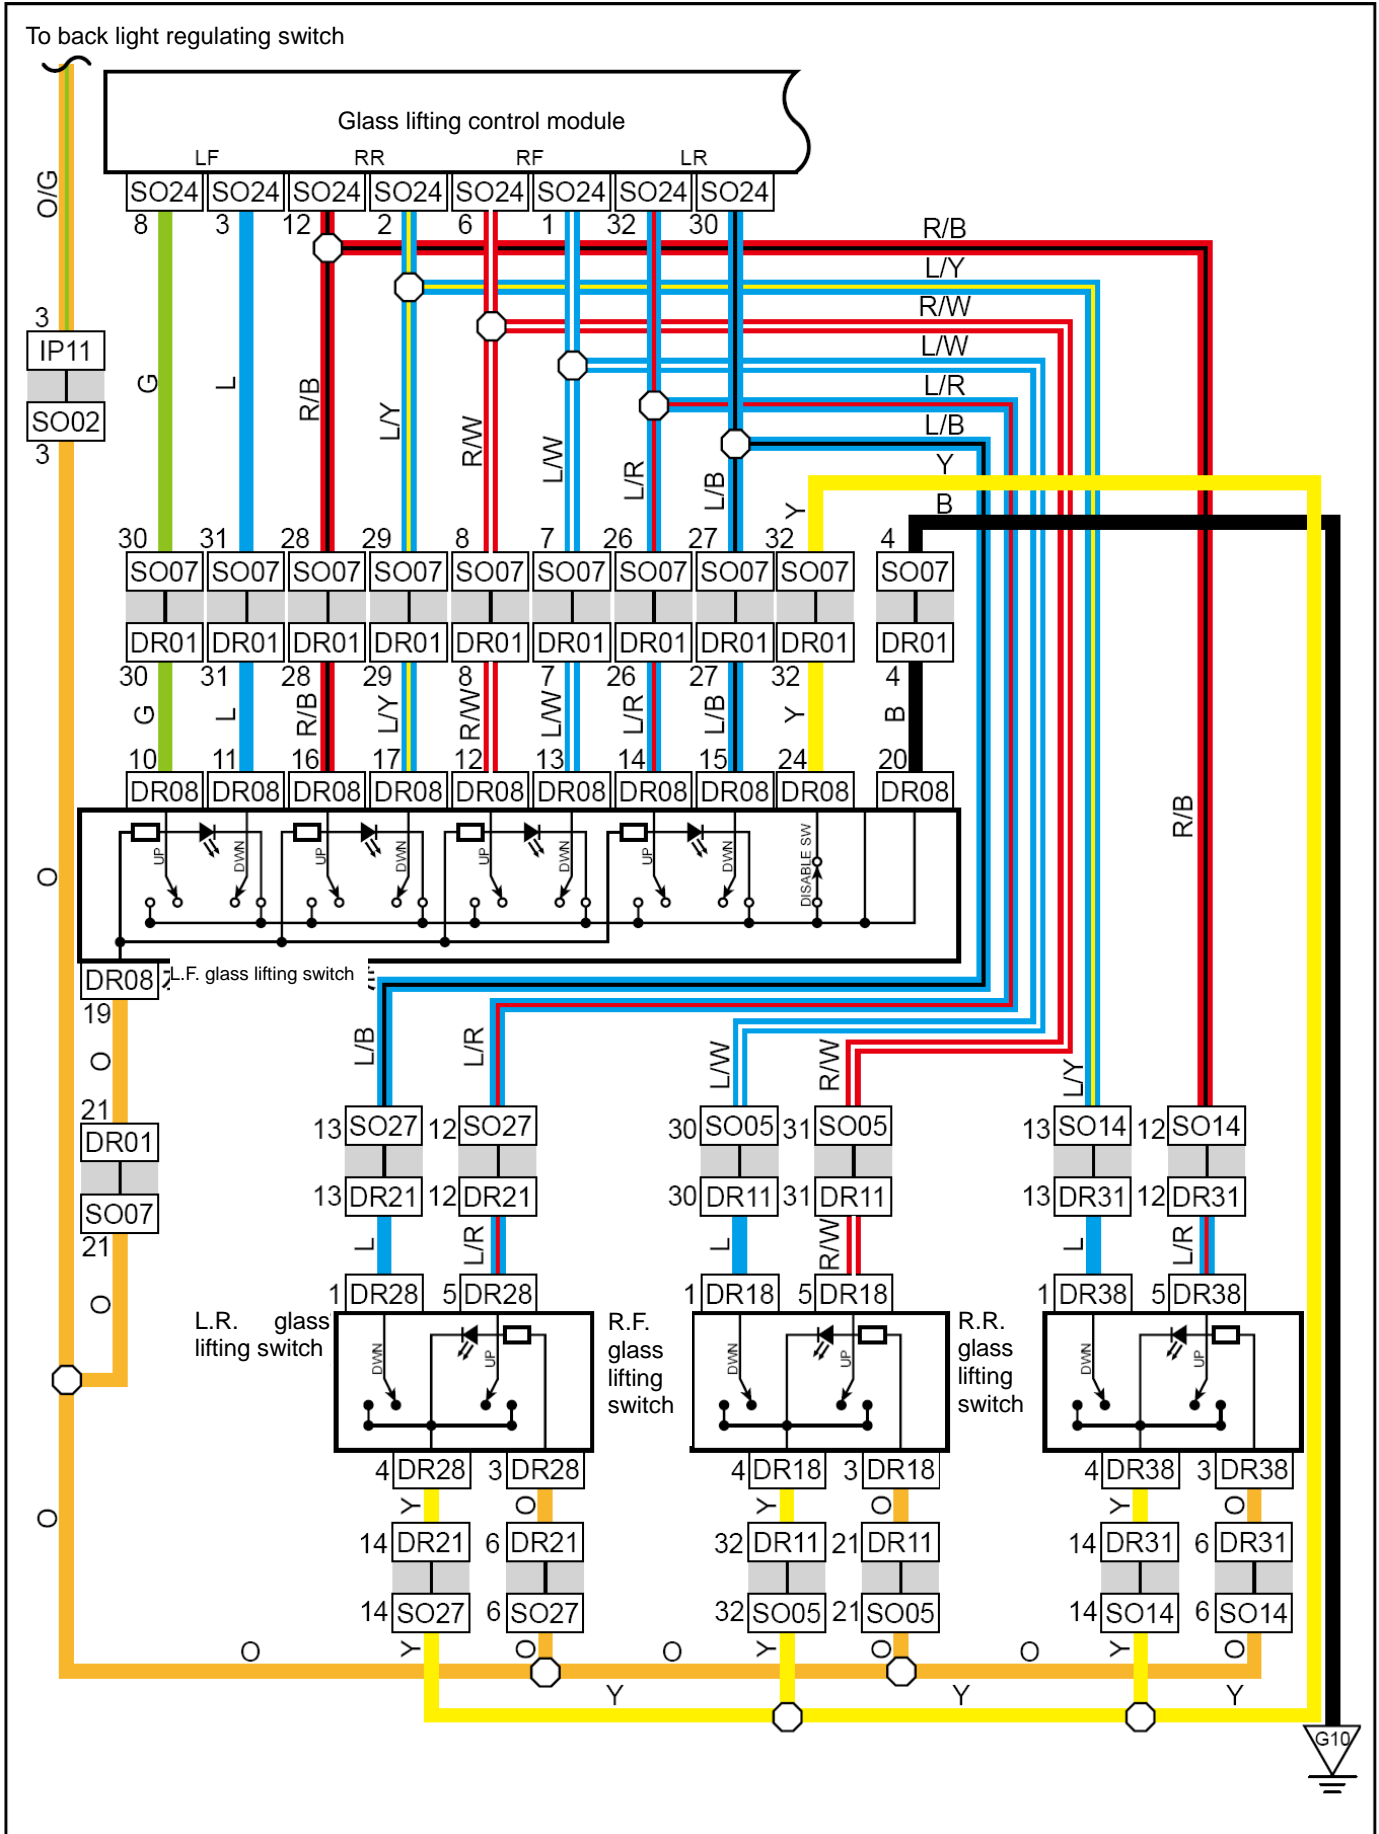 To back light regulating switch
Glass lifting control module
LF RR RF LR
SO24 SO24 SO24 SO24 SO24 SO24 SO24 SO24
8 3 12 2 6 1 32 30
O/G
R/B
L/Y
R/W
L/W
L/R
L/B
Y
B
3
IP11
SO02
3
G L R/B L/Y R/W L/W L/R L/B Y
30 31 28 29 8 7 26 27 32 4
SO07 SO07 SO07 SO07 SO07 SO07 SO07 SO07 SO07 SO07
DR01 DR01 DR01 DR01 DR01 DR01 DR01 DR01 DR01 DR01
30 31 28 29 8 7 26 27 32 4
G L R/B L/Y R/W L/W L/R L/B Y B
10 11 16 17 12 13 14 15 24 20
DR08 DR08 DR08 DR08 DR08 DR08 DR08 DR08 DR08 DR08
R/B
UP DWN UP DWN UP DWN UP DWN DISABLE SW
O
DR08 L.F. glass lifting switch
19
O
L/B L/R L/W R/W L/Y
21
DR01
SO07
21
O
13 SO27 12 SO27 30 SO05 31 SO05 13 SO14 12 SO14
13 DR21 12 DR21 30 DR11 31 DR11 13 DR31 12 DR31
L L/R L R/W L L/R
1 DR28 5 DR28 1 DR18 5 DR18 1 DR38 5 DR38
L.R. glass
lifting switch
R.F.
glass
lifting
switch
R.R.
glass
lifting
switch
DWN UP DWN UP DWN UP
4 DR28 3 DR28 4 DR18 3 DR18 4 DR38 3 DR38
O
Y O Y O Y O
14 DR21 6 DR21 32 DR11 21 DR11 14 DR31 6 DR31
14 SO27 6 SO27 32 SO05 21 SO05 14 SO14 6 SO14
Y O Y O Y O
O O O
Y Y Y
G10